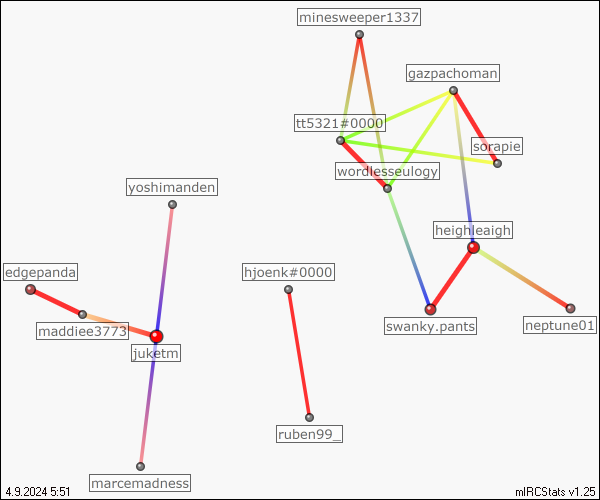 minesweeper1337
gazpachoman
tt5321#0000
sorapie
wordlesseulogy
yoshimanden
heighleaigh
edgepanda
hjoenk#0000
maddiee3773
swanky.pants
neptune01
juketm
ruben99_
marcemadness
4.9.2024 5:51
mIRCStats v1.25